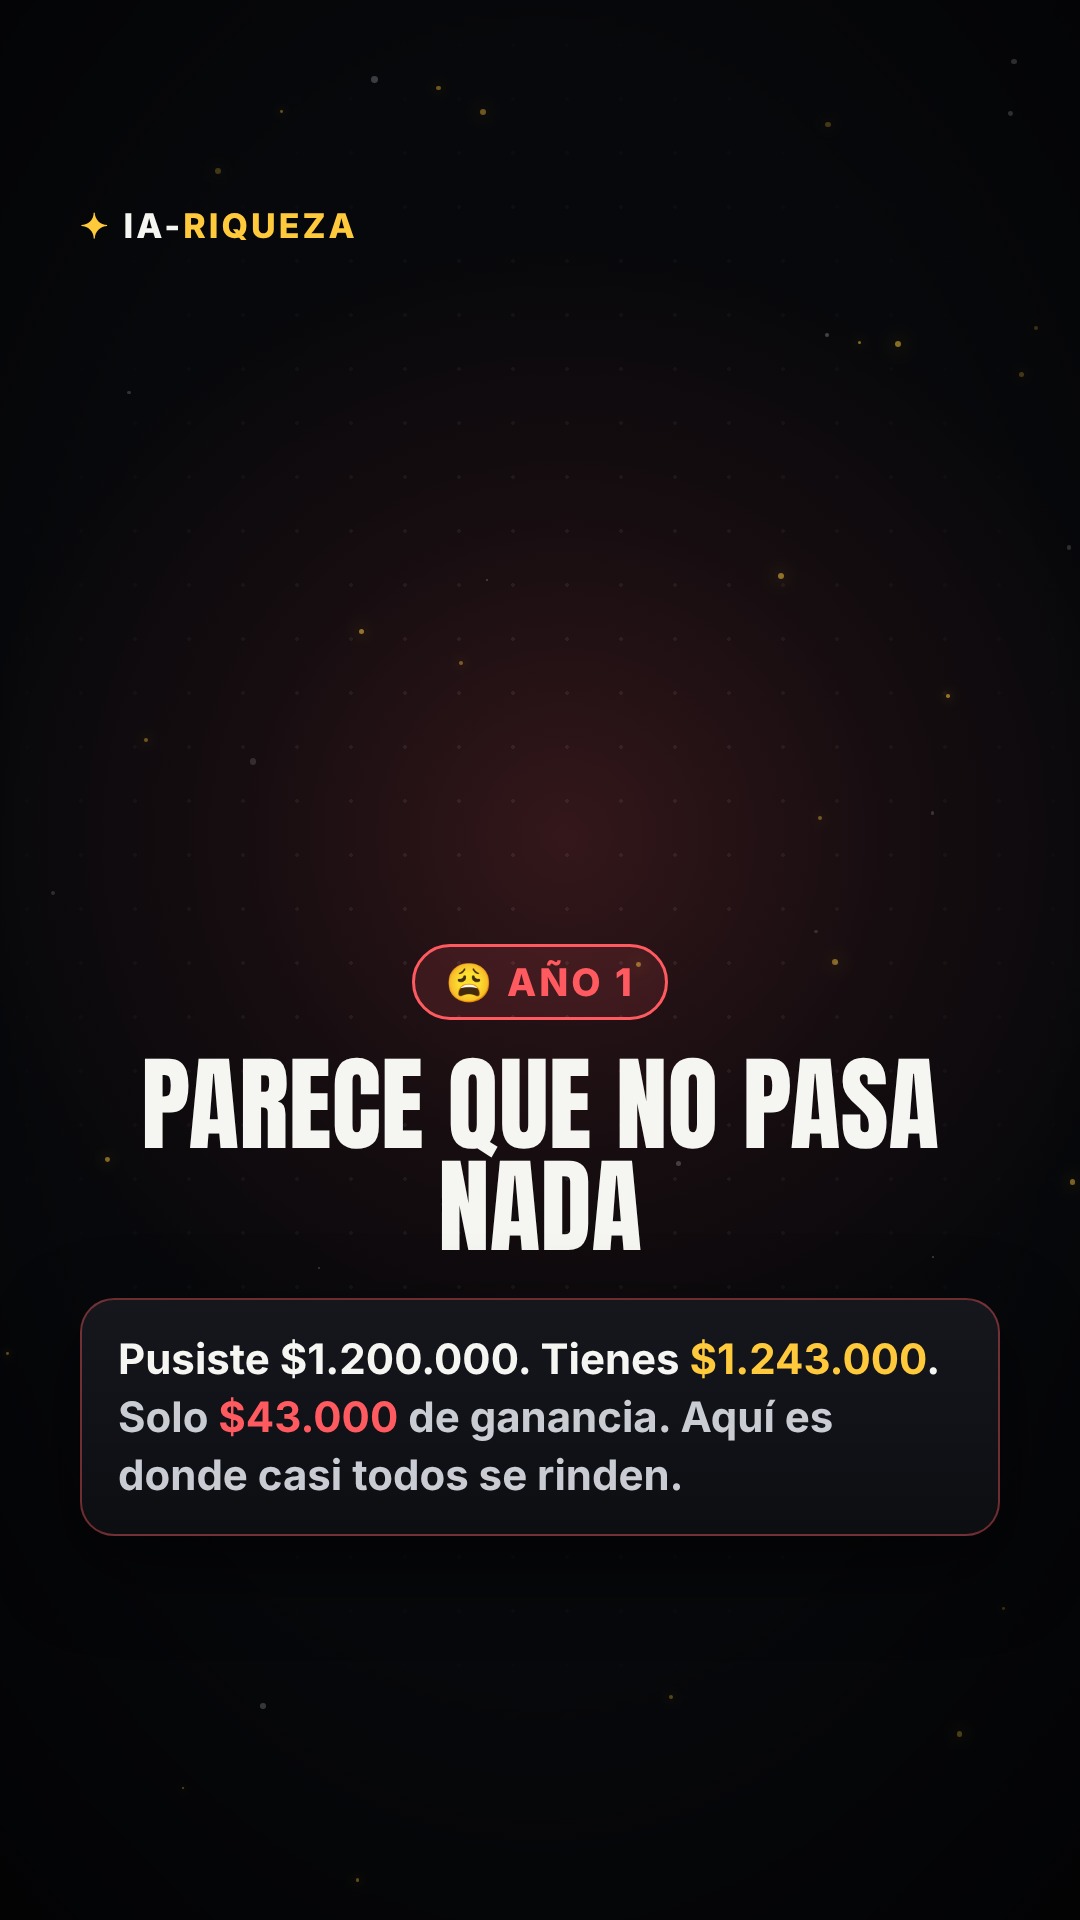 ✦ IA-RIQUEZA
😩 AÑO 1
PARECE QUE NO PASA
NADA
Pusiste $1.200.000. Tienes $1.243.000.
Solo $43.000 de ganancia. Aquí es
donde casi todos se rinden.